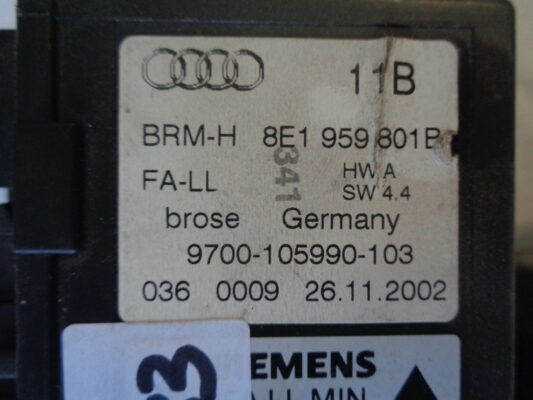 11B
BRM-H 8E1 959 801B
341
FA-LL HW A
SW 4.4
brose Germany
9700-105990-103
036 0009 26.11.2002
33